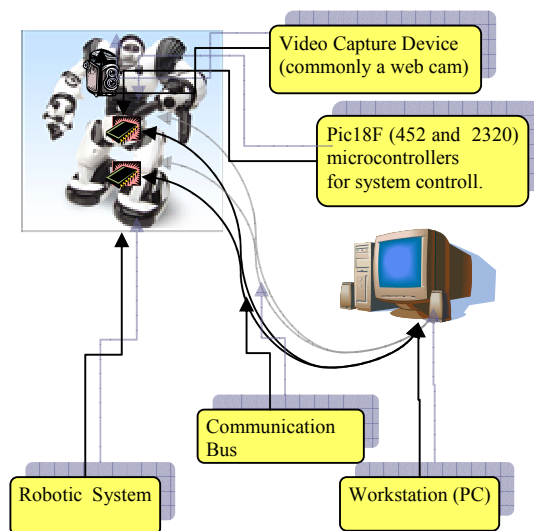 Video Capture Device
(commonly a web cam)
Pic18F (452 and 2320)
microcontrollers
for system controll.
Communication
Bus
Robotic System
Workstation (PC)